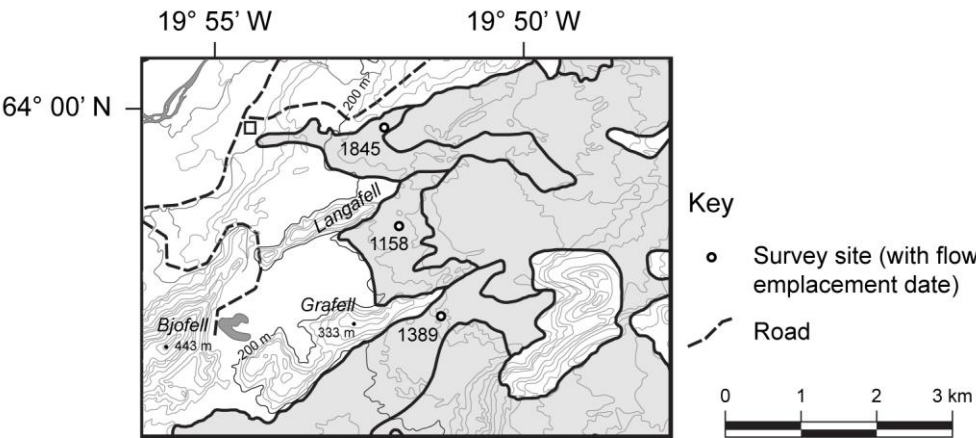 19° 55’ W
19° 50’ W
64° 00’ N
200 m
1845
Langafell
1158
Key
Survey site (with flow
emplacement date)
Grafell
333 m
1389
Bjofell
443 m
200 m
Road
0 1 2 3 km